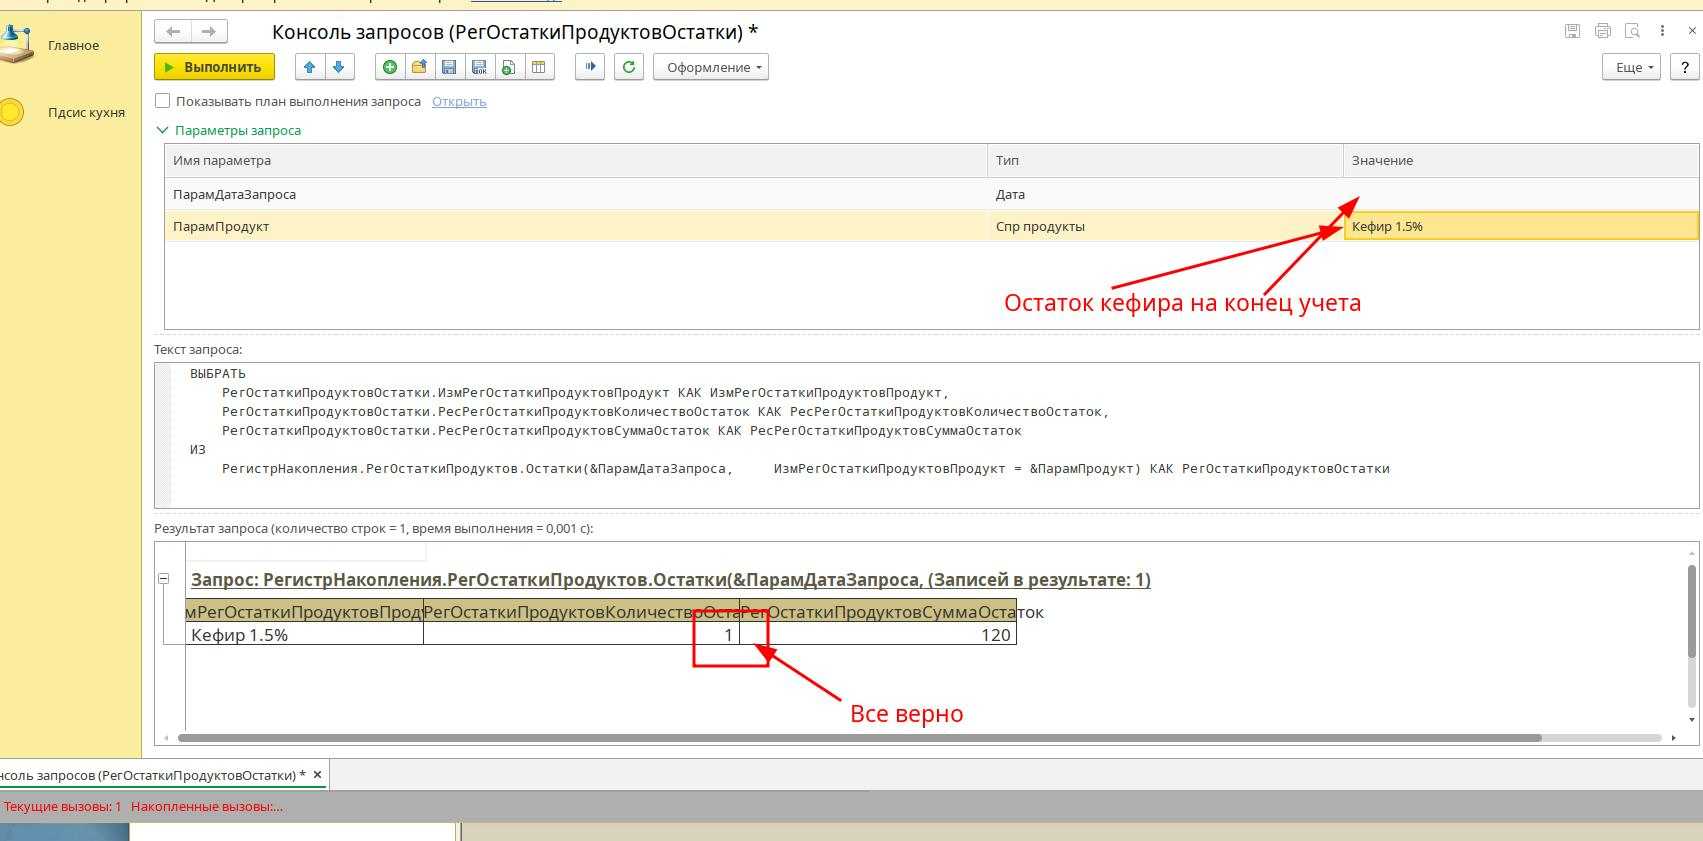 Консоль запросов (РегОстаткиПродуктовОстатки) *
Главное
Пдсис кухня
Выполнить
Оформление
Еще
?
Показывать план выполнения запроса Открыть
Параметры запроса
Имя параметра Тип Значение
ПарамДатаЗапроса Дата
ПарамПродукт Спр продукты Кефир 1.5%
Остаток кефира на конец учета
Текст запроса:
ВЫБРАТЬ
РегОстаткиПродуктовОстатки.ИзмРегОстаткиПродуктовПродукт КАК ИзмРегОстаткиПродуктовПродукт,
РегОстаткиПродуктовОстатки.РесРегОстаткиПродуктовКоличествоОстаток КАК РесРегОстаткиПродуктовКоличествоОстаток,
РегОстаткиПродуктовОстатки.РесРегОстаткиПродуктовСуммаОстаток КАК РесРегОстаткиПродуктовСуммаОстаток
ИЗ
РегистрНакопления.РегОстаткиПродуктов.Остатки(&ПарамДатаЗапроса, ИзмРегОстаткиПродуктовПродукт = &ПарамПродукт) КАК РегОстаткиПродуктовОстатки
Результат запроса (количество строк = 1, время выполнения = 0,001 с):
Запрос: РегистрНакопления.РегОстаткиПродуктов.Остатки(&ПарамДатаЗапроса, (Записей в результате: 1)
мРегОстаткиПродуктовПроду РегОстаткиПродуктовКоличествоОста РегОстаткиПродуктовСуммаОстаток
Кефир 1.5% 1 120
Все верно
нсоль запросов (РегОстаткиПродуктовОстатки) * ×
Текущие вызовы: 1 Накопленные вызовы:...